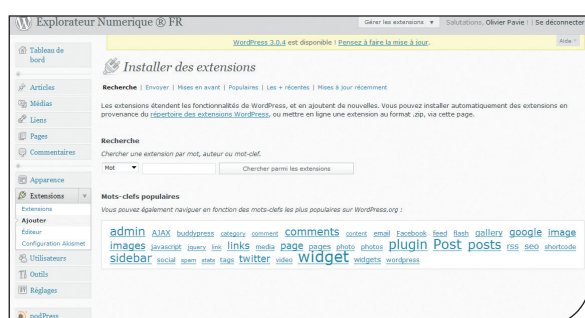 Explorateur Numerique ® FR
Gérer les extensions ▼
Salutations, Olivier Pavie ! | Se déconnecter
WordPress 3.0.4 est disponible ! Pensez à faire la mise à jour.
Aide
Tableau de
bord
Articles
Médias
Liens
Pages
Commentaires
Apparence
Extensions
Extensions
Ajouter
Éditeur
Configuration Akismet
Utilisateurs
Outils
Réglages
podPress
Installer des extensions
Recherche | Envoyer | Mises en avant | Populaires | Les + récentes | Mises à jour récemment
Les extensions étendent les fonctionnalités de WordPress, et en ajoutent de nouvelles. Vous pouvez installer automatiquement des extensions en
provenance du répertoire des extensions WordPress, ou mettre en ligne une extension au format .zip, via cette page.
Recherche
Chercher une extension par mot, auteur ou mot-clef.
Mot
Chercher parmi les extensions
Mots-clefs populaires
Vous pouvez également naviguer en fonction des mots-clefs les plus populaires sur WordPress.org :
admin AJAX buddypress category comment comments content email Facebook feed flash gallery google image
images javascript jquery link links media page pages photo photos plugin Post posts rss seo shortcode
sidebar social spam stats tags twitter video widget widgets wordpress